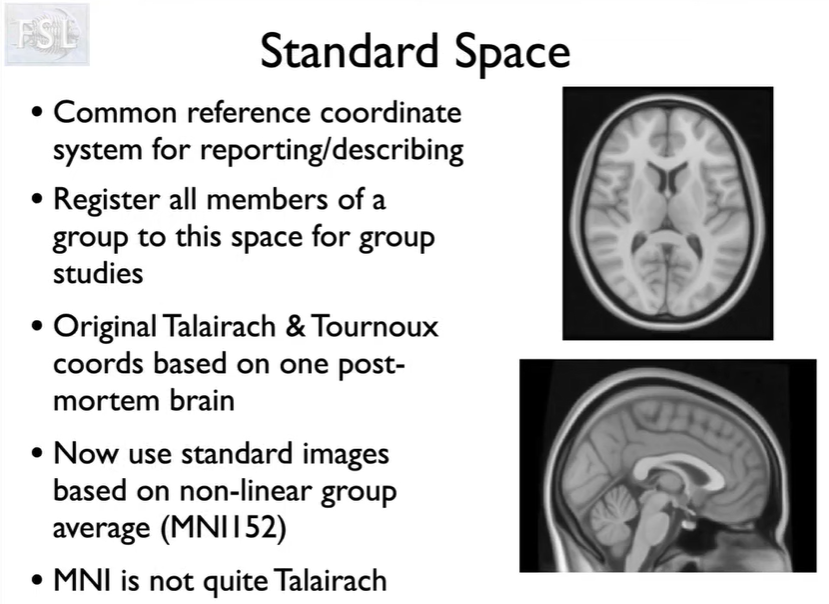 FSL
Standard Space
• Common reference coordinate
system for reporting/describing
• Register all members of a
group to this space for group
studies
• Original Talairach & Tournoux
coords based on one post-
mortem brain
• Now use standard images
based on non-linear group
average (MNI152)
• MNI is not quite Talairach